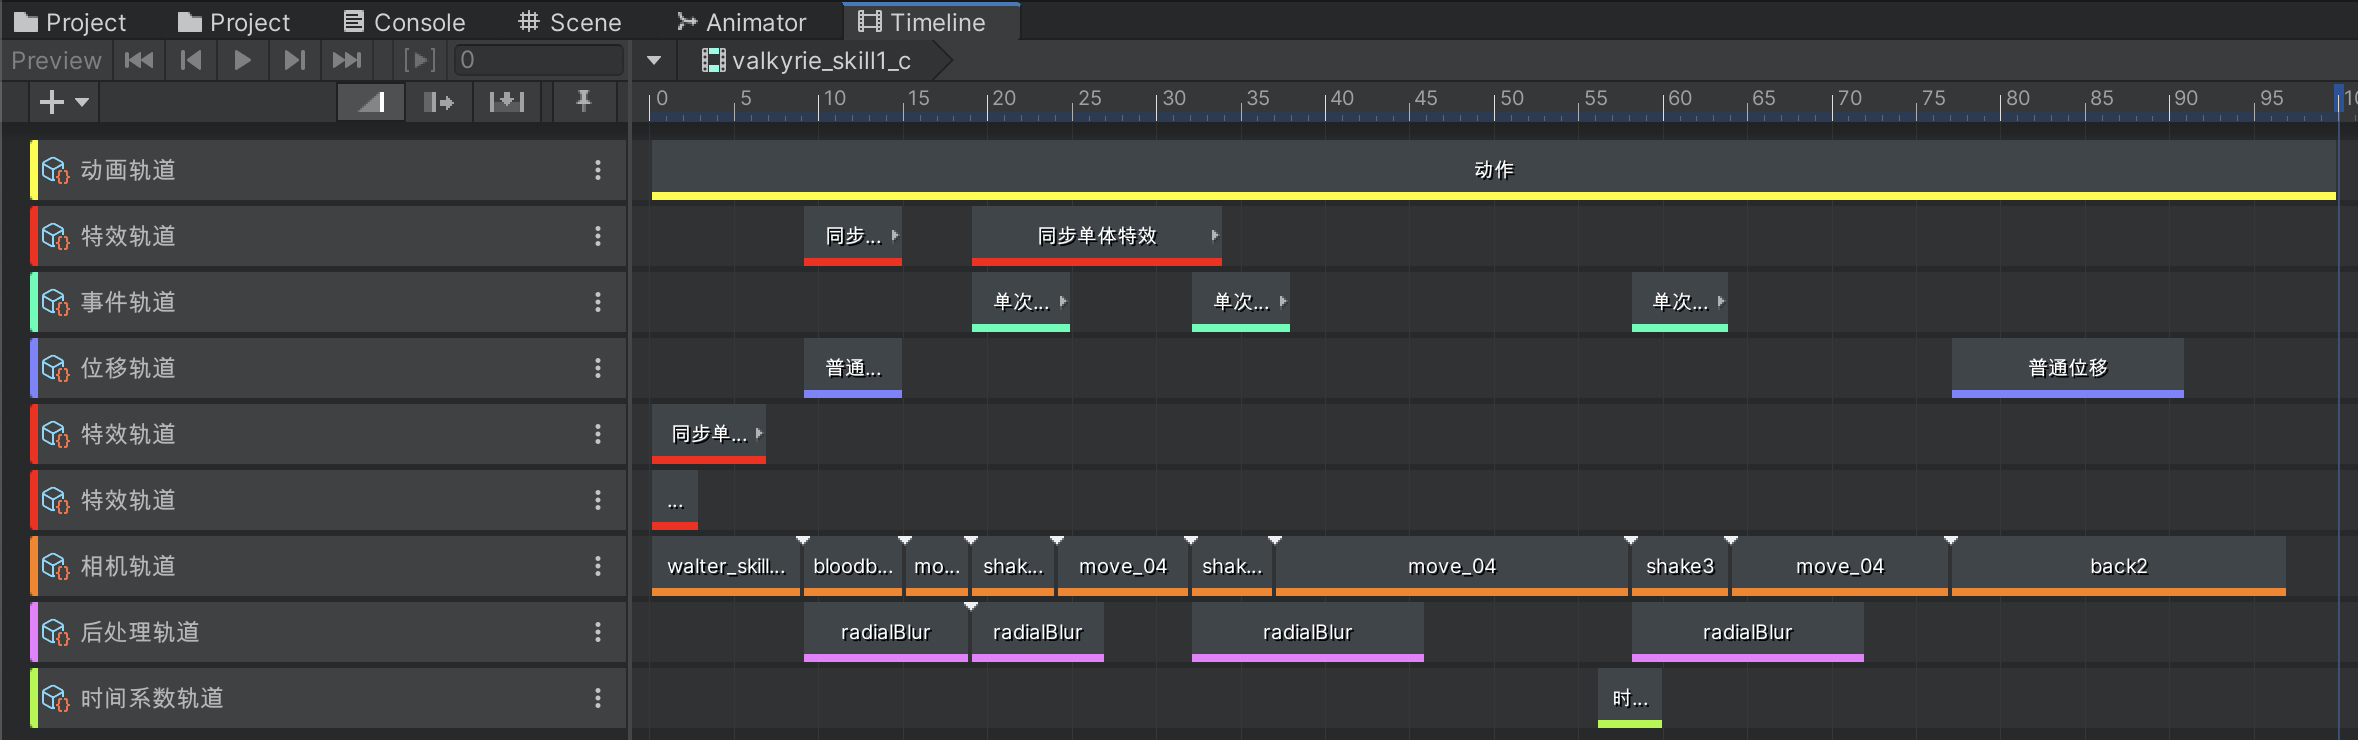 Project Project Console Scene Animator Timeline
Preview 0 valkyrie_skill1_c
0 5 10 15 20 25 30 35 40 45 50 55 60 65 70 75 80 85 90 95 10
动画轨道 动作
特效轨道 同步... 同步单体特效
事件轨道 单次... 单次... 单次...
位移轨道 普通... 普通位移
特效轨道 同步单...
特效轨道 ...
相机轨道 walter_skill... bloodb... mo... shak... move_04 shak... move_04 shake3 move_04 back2
后处理轨道 radialBlur radialBlur radialBlur radialBlur
时间系数轨道 时...